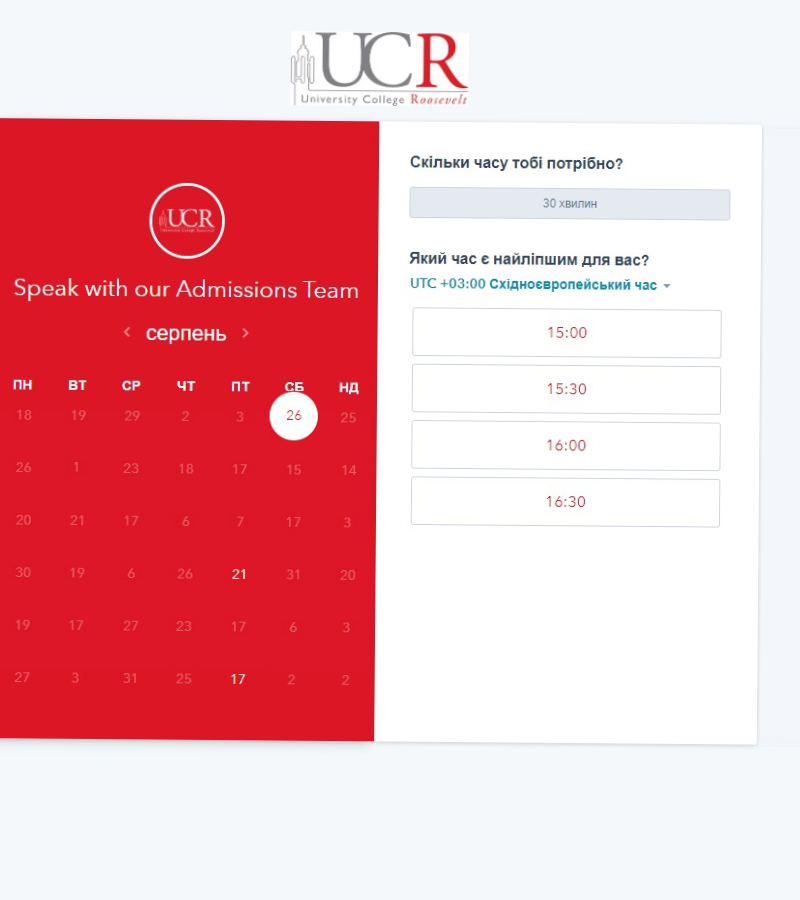 UCR
University College Roosevelt
UCR
Speak with our Admissions Team
серпень
ПН ВТ СР ЧТ ПТ СБ НД
18 19 29 2 3 26 25
26 1 23 18 17 15 14
20 21 17 6 7 17 3
30 19 6 26 21 31 20
19 17 27 23 17 6 3
27 3 31 25 17 2 2
Скільки часу тобі потрібно?
30 хвилин
Який час є найліпшим для вас?
UTC +03:00 Східноєвропейський час
15:00
15:30
16:00
16:30